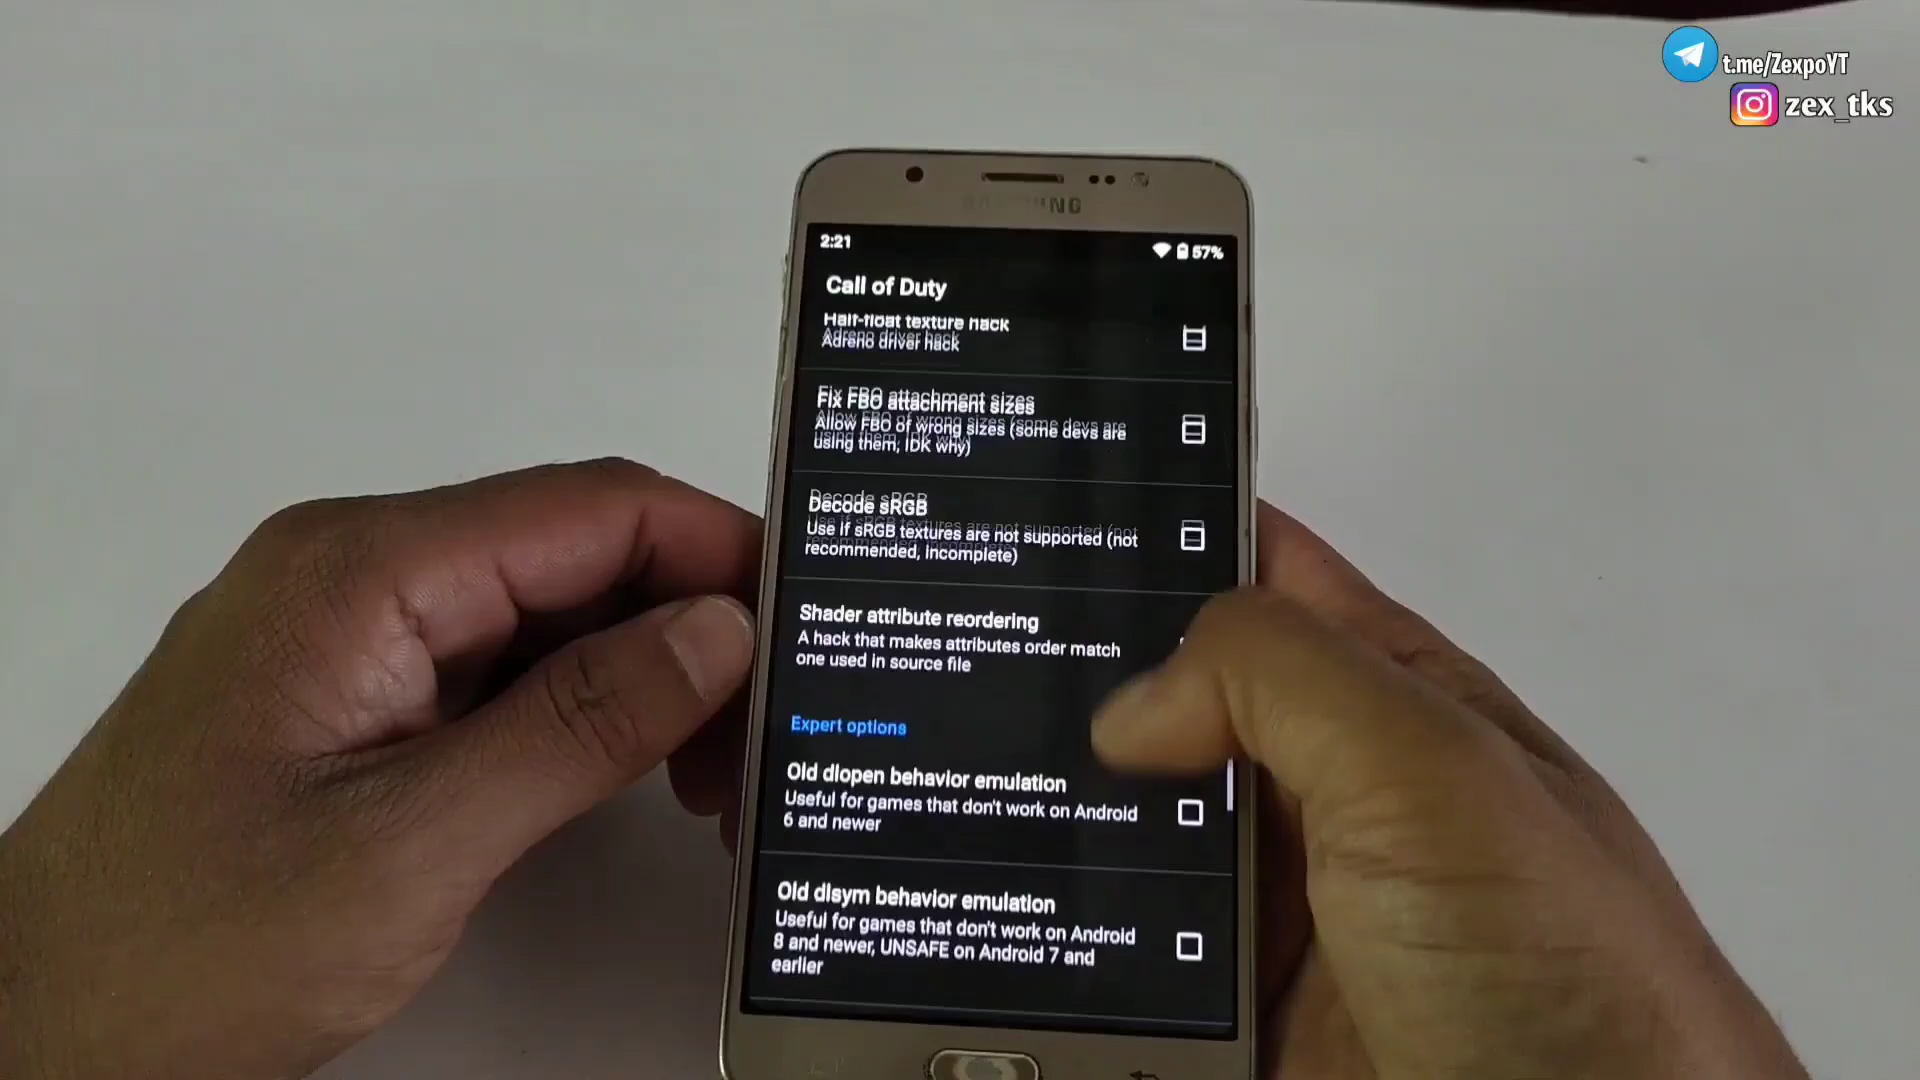 t.me/ZexpoYT
zex_tks
SAMSUNG
2:21
57%
Call of Duty
Half-float texture hack
Adreno driver hack
Fix FBO attachment sizes
Allow FBO of wrong sizes (some devs are
using them, IDK why)
Decode sRGB
Use if sRGB textures are not supported (not
recommended, incomplete)
Shader attribute reordering
A hack that makes attributes order match
one used in source file
Expert options
Old dlopen behavior emulation
Useful for games that don't work on Android
6 and newer
Old dlsym behavior emulation
Useful for games that don't work on Android
8 and newer, UNSAFE on Android 7 and
earlier